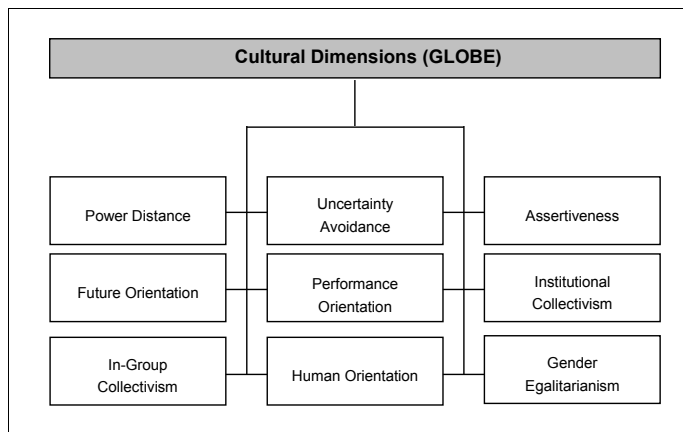 Cultural Dimensions (GLOBE)
Power Distance
Uncertainty
Avoidance
Assertiveness
Future Orientation
Performance
Orientation
Institutional
Collectivism
In-Group
Collectivism
Human Orientation
Gender
Egalitarianism